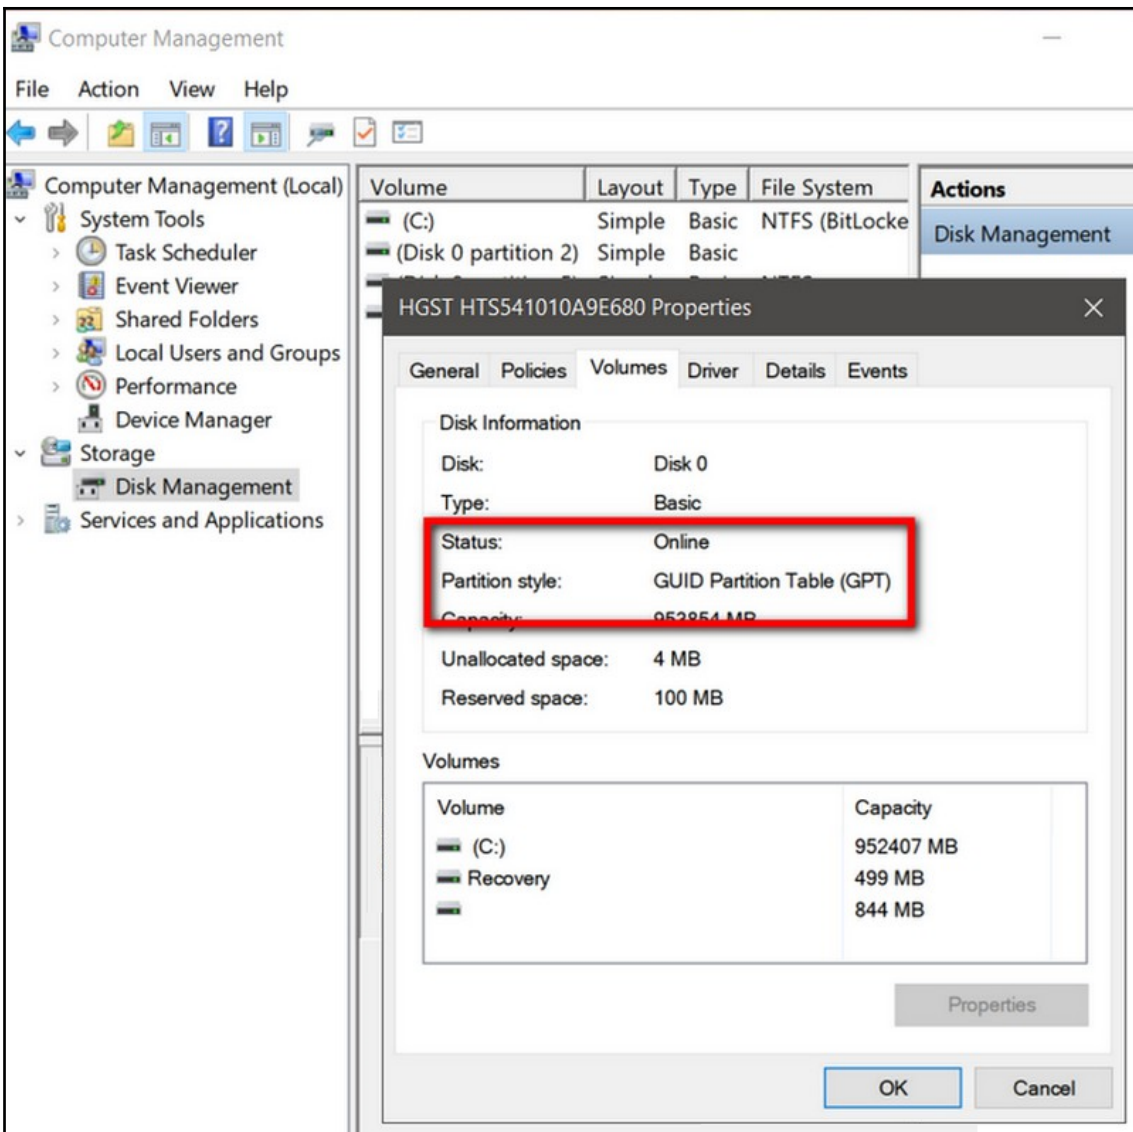 Computer Management
File Action View Help
Computer Management (Local)
System Tools
Task Scheduler
Event Viewer
Shared Folders
Local Users and Groups
Performance
Device Manager
Storage
Disk Management
Services and Applications
Volume Layout Type File System
(C:) Simple Basic NTFS (BitLocke
(Disk 0 partition 2) Simple Basic
Actions
Disk Management
HGST HTS541010A9E680 Properties
General Policies Volumes Driver Details Events
Disk Information
Disk: Disk 0
Type: Basic
Status: Online
Partition style: GUID Partition Table (GPT)
Capacity: 953854 MB
Unallocated space: 4 MB
Reserved space: 100 MB
Volumes
Volume Capacity
(C:) 952407 MB
Recovery 499 MB
844 MB
Properties
OK Cancel